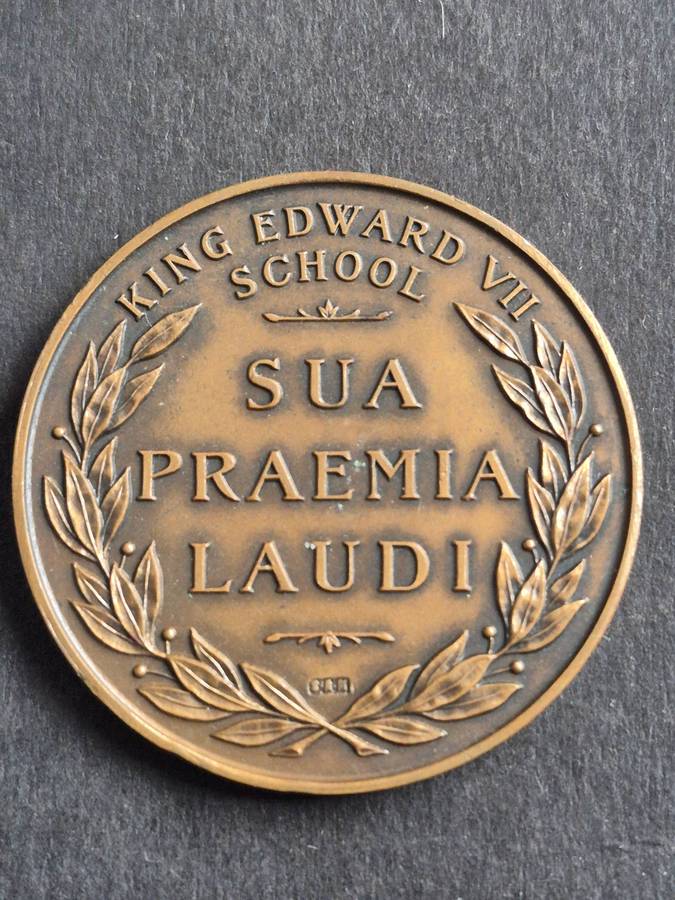 KING EDWARD VII
SCHOOL
SUA
PRAEMIA
LAUDI